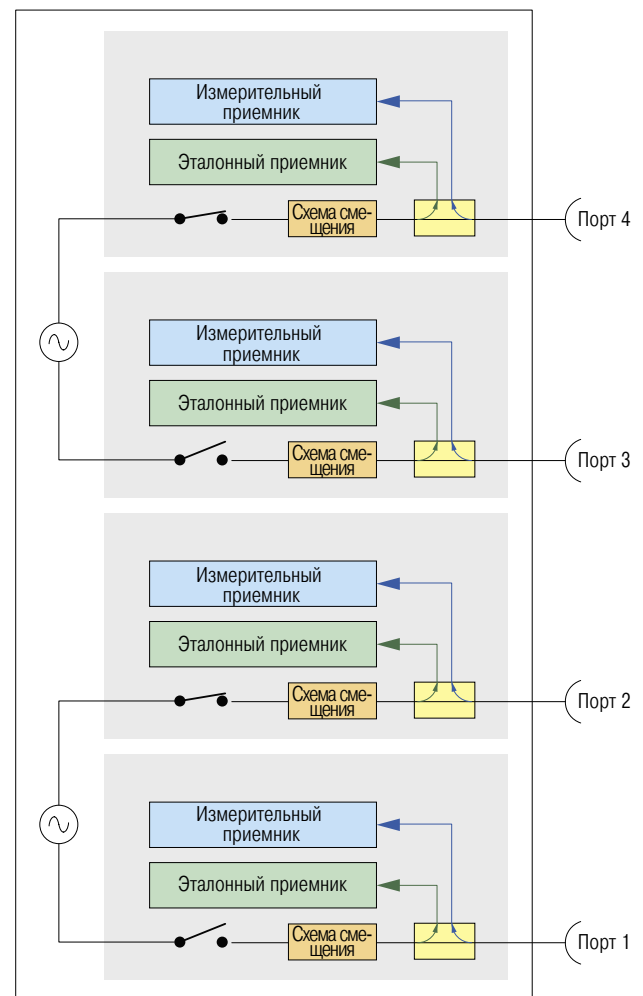 Измерительный
приемник
Эталонный приемник
Схема сме-
щения
Порт 4
Измерительный
приемник
Эталонный приемник
Схема сме-
щения
Порт 3
Измерительный
приемник
Эталонный приемник
Схема сме-
щения
Порт 2
Измерительный
приемник
Эталонный приемник
Схема сме-
щения
Порт 1